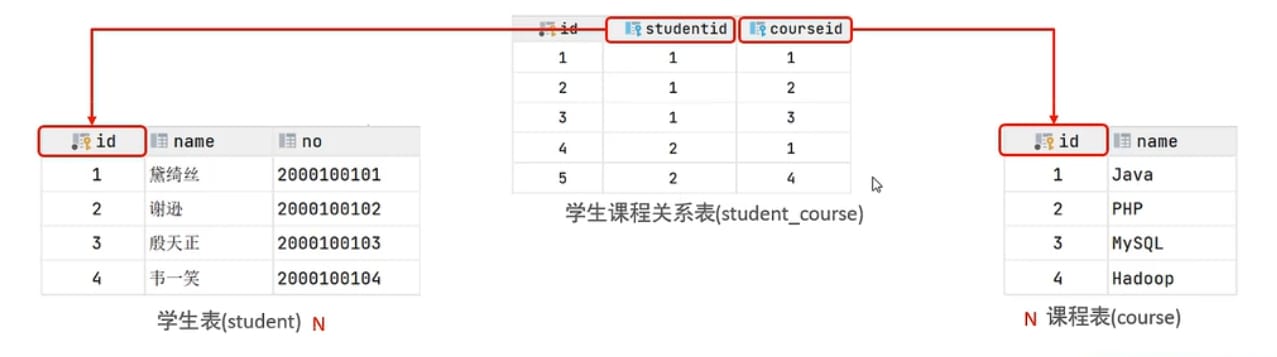 id studentid courseid
1 1 1
2 1 2
3 1 3
4 2 1
5 2 4
学生课程关系表(student_course)
id name no
1 黛绮丝 2000100101
2 谢逊 2000100102
3 殷天正 2000100103
4 韦一笑 2000100104
学生表(student) N
id name
1 Java
2 PHP
3 MySQL
4 Hadoop
N 课程表(course)